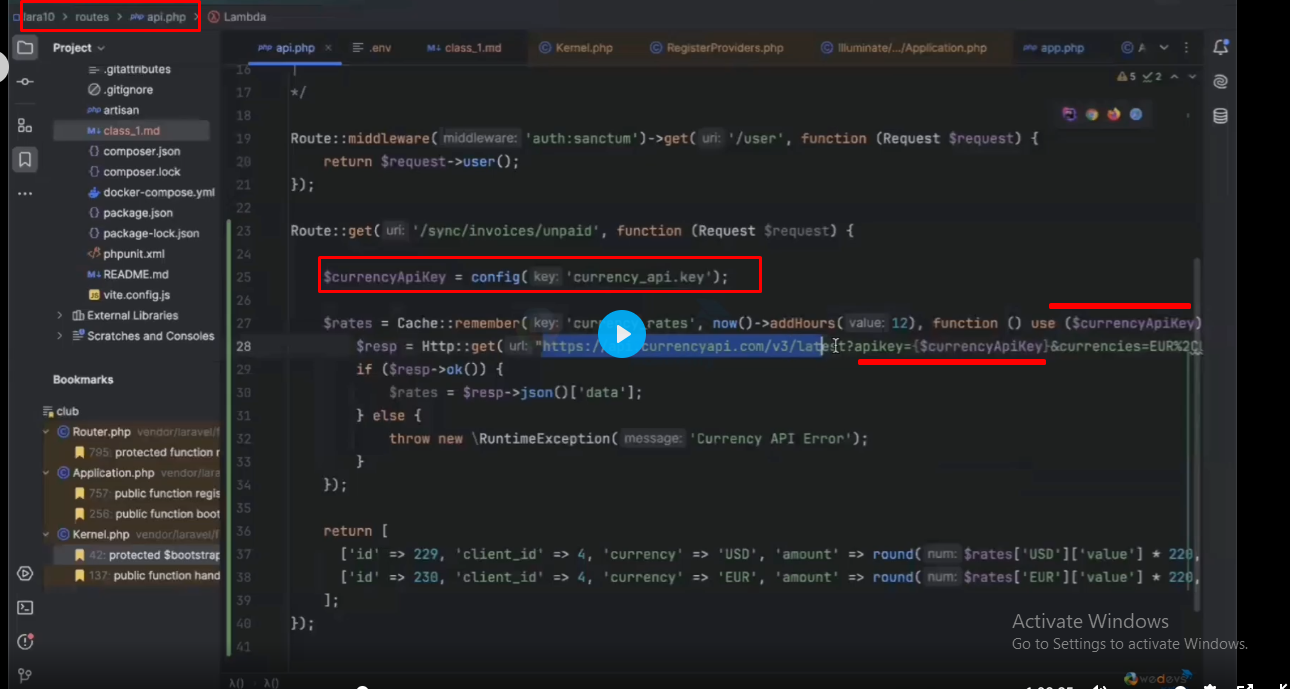 lara10 > routes > api.php > Lambda
Project
api.php
.env
class_1.md
Kernel.php
RegisterProviders.php
Illuminate/.../Application.php
app.php
.gitattributes
.gitignore
artisan
class_1.md
composer.json
composer.lock
docker-compose.yml
package.json
package-lock.json
phpunit.xml
README.md
vite.config.js
External Libraries
Scratches and Consoles
Bookmarks
club
Router.php vendor/laravel/f
795: protected function r
Application.php vendor/lara
757: public function regis
256: public function boot
Kernel.php vendor/laravel/f
42: protected $bootstrap
137: public function hand
5 2
16
17 */
18
19 Route::middleware( middleware: 'auth:sanctum')->get( uri: '/user', function (Request $request) {
20 return $request->user();
21 });
22
23 Route::get( uri: '/sync/invoices/unpaid', function (Request $request) {
24
25 $currencyApiKey = config( key: 'currency_api.key');
26
27 $rates = Cache::remember( key: 'currency_rates', now()->addHours( value: 12), function () use ($currencyApiKey)
28 $resp = Http::get( uri: "https:// currencyapi.com/v3/latest?apikey={$currencyApiKey}&currencies=EUR%2C
29 if ($resp->ok()) {
30 $rates = $resp->json()['data'];
31 } else {
32 throw new \RuntimeException( message: 'Currency API Error');
33 }
34 });
35
36 return [
37 ['id' => 229, 'client_id' => 4, 'currency' => 'USD', 'amount' => round( num: $rates['USD']['value'] * 220,
38 ['id' => 230, 'client_id' => 4, 'currency' => 'EUR', 'amount' => round( num: $rates['EUR']['value'] * 220,
39 ];
40 });
41
Activate Windows
Go to Settings to activate Windows.
λ() > λ()
wedevs